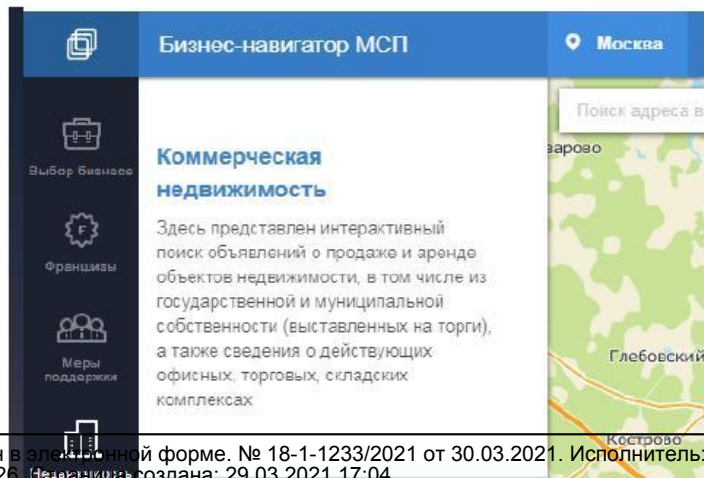 Бизнес-навигатор МСП
Москва
Поиск адреса в
Выбор бизнеса
Франшизы
Меры
поддержки
Коммерческая
недвижимость
Здесь представлен интерактивный
поиск объявлений о продаже и аренде
объектов недвижимости, в том числе из
государственной и муниципальной
собственности (выставленных на торги),
а также сведения о действующих
офисных, торговых, складских
комплексах
варово
Глебовский
Кострово
н в электронной форме. № 18-1-1233/2021 от 30.03.2021. Исполнитель:
26. Страница создана: 29.03.2021 17:04